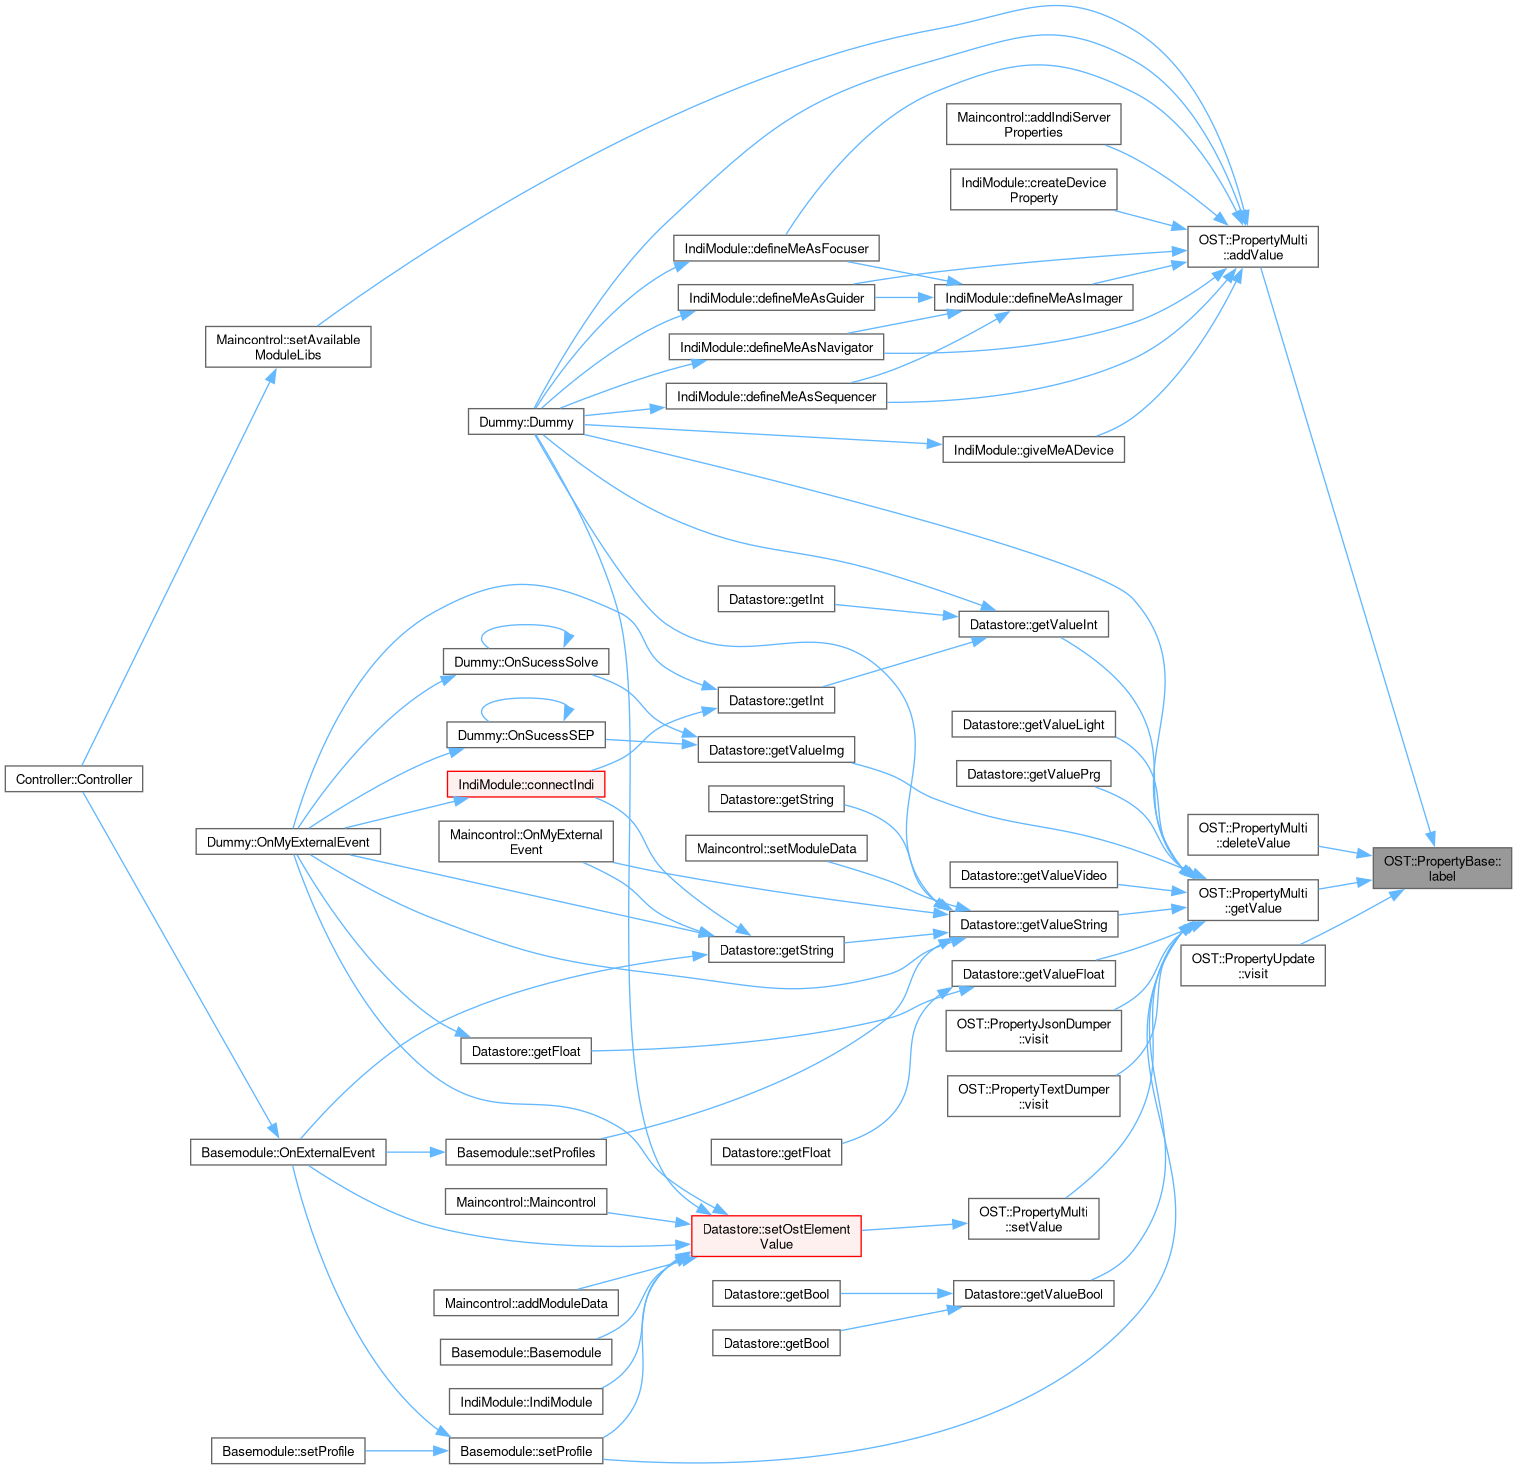 Maincontrol::addIndiServer
Properties
IndiModule::createDevice
Property
OST::PropertyMulti
::addValue
IndiModule::defineMeAsFocuser
IndiModule::defineMeAsGuider
IndiModule::defineMeAsImager
Maincontrol::setAvailable
ModuleLibs
IndiModule::defineMeAsNavigator
IndiModule::defineMeAsSequencer
Dummy::Dummy
IndiModule::giveMeADevice
Datastore::getInt
Datastore::getValueInt
Dummy::OnSucessSolve
Datastore::getInt
Datastore::getValueLight
Dummy::OnSucessSEP
Datastore::getValueImg
Datastore::getValuePrg
Controller::Controller
IndiModule::connectIndi
Datastore::getString
Dummy::OnMyExternalEvent
Maincontrol::OnMyExternal
Event
Maincontrol::setModuleData
OST::PropertyMulti
::deleteValue
OST::PropertyBase::
label
Datastore::getValueVideo
OST::PropertyMulti
::getValue
Datastore::getValueString
Datastore::getString
OST::PropertyUpdate
::visit
Datastore::getValueFloat
OST::PropertyJsonDumper
::visit
Datastore::getFloat
OST::PropertyTextDumper
::visit
Basemodule::OnExternalEvent
Basemodule::setProfiles
Datastore::getFloat
Maincontrol::Maincontrol
OST::PropertyMulti
::setValue
Datastore::setOstElement
Value
Datastore::getBool
Datastore::getValueBool
Maincontrol::addModuleData
Datastore::getBool
Basemodule::Basemodule
IndiModule::IndiModule
Basemodule::setProfile
Basemodule::setProfile